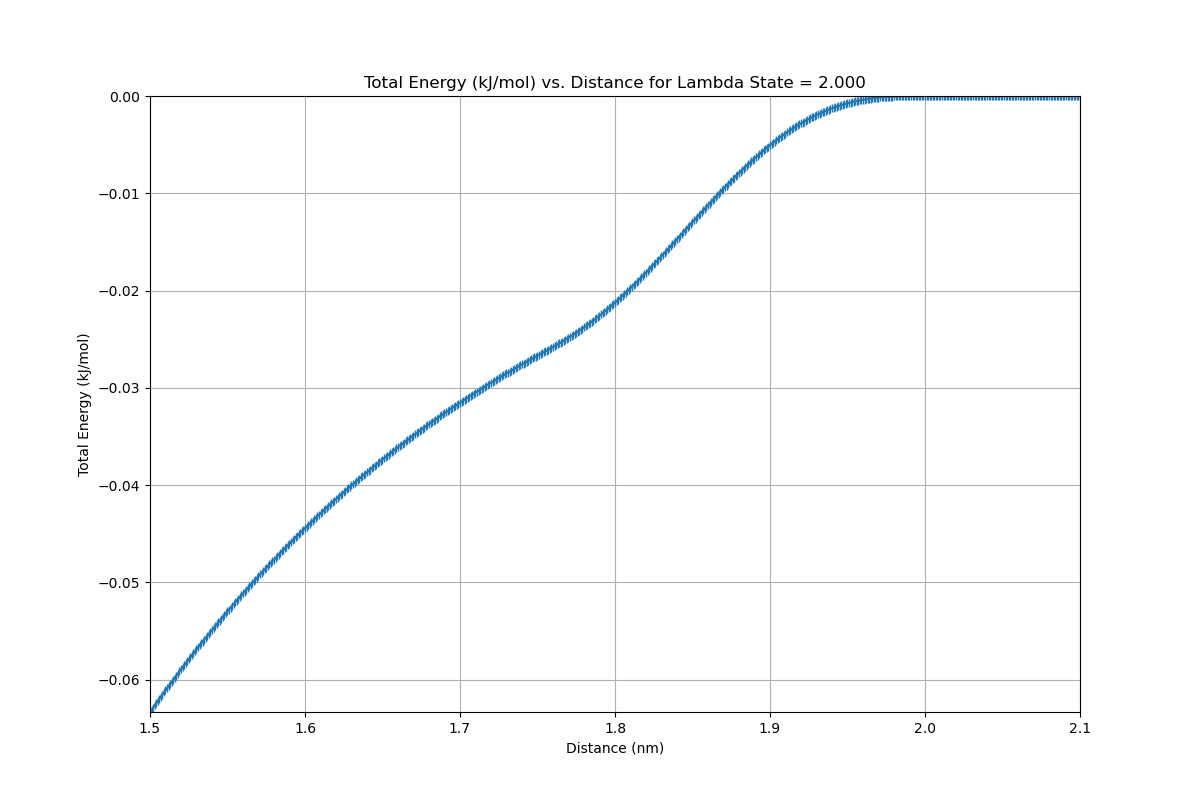 Total Energy (kJ/mol) vs. Distance for Lambda State = 2.000
0.00
−0.01
−0.02
−0.03
−0.04
−0.05
−0.06
Total Energy (kJ/mol)
1.5 1.6 1.7 1.8 1.9 2.0 2.1
Distance (nm)